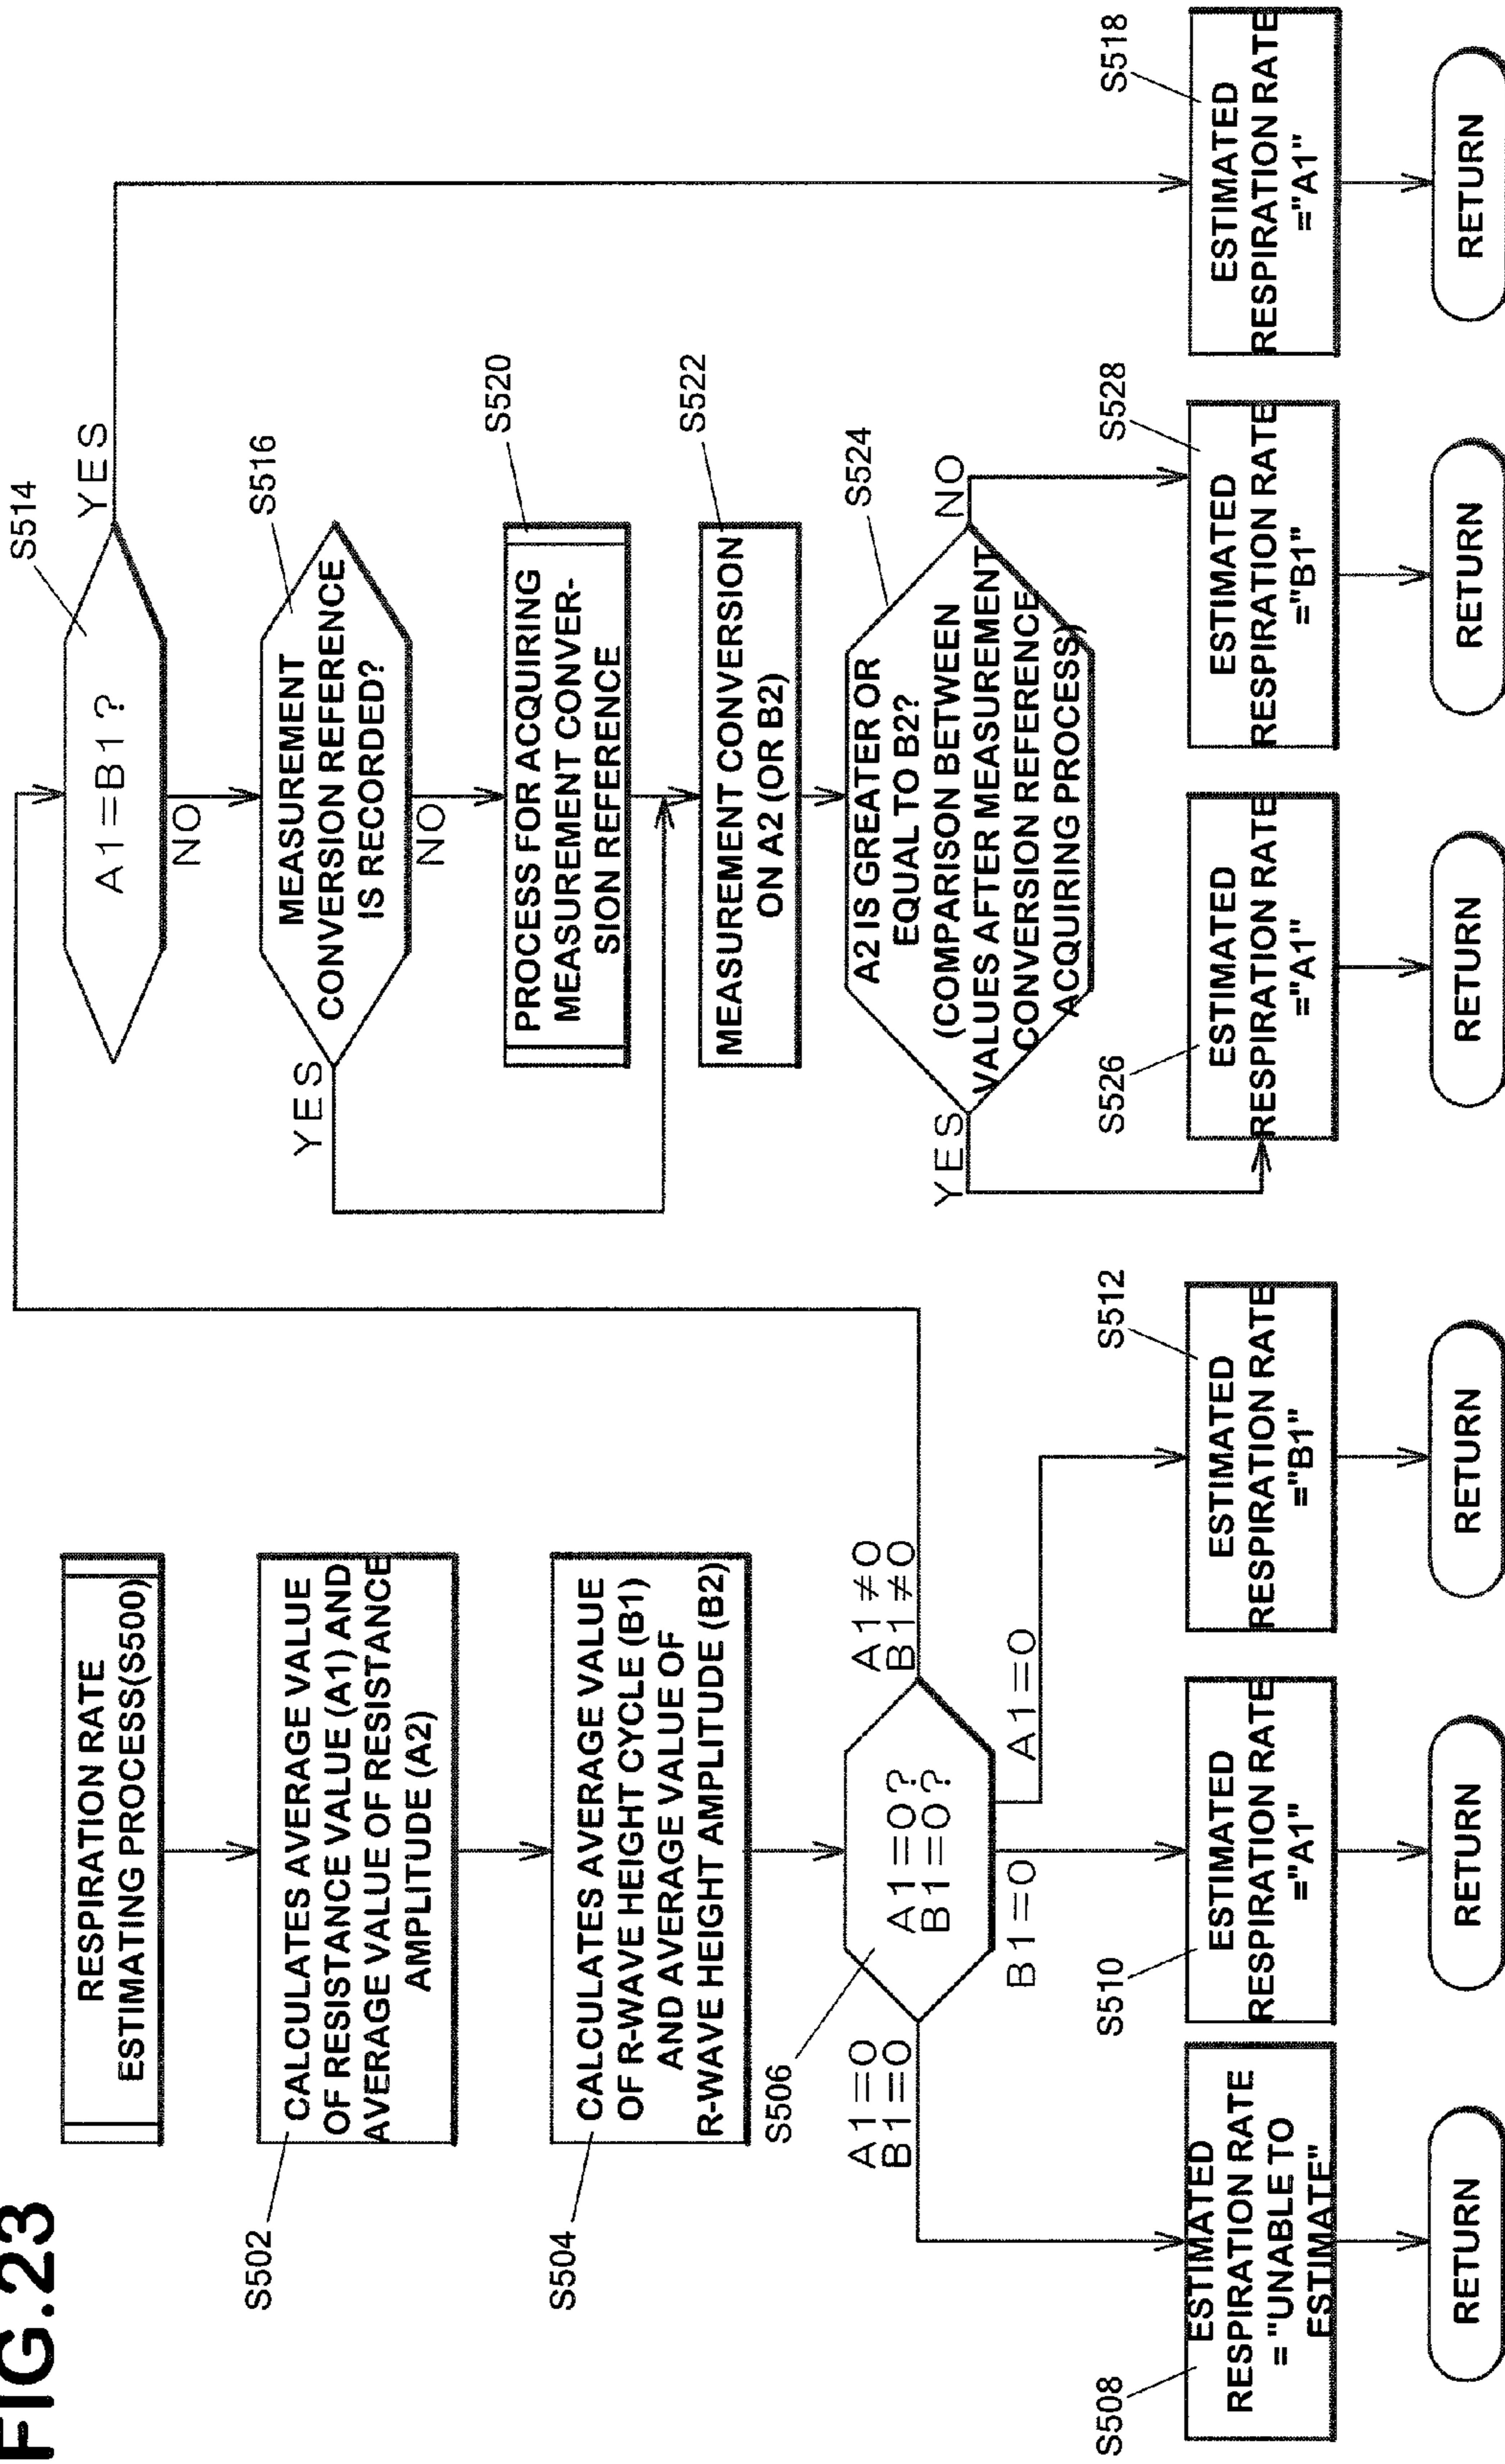 FIG.23
RESPIRATION RATE
ESTIMATING PROCESS(S500)
S502
CALCULATES AVERAGE VALUE
OF RESISTANCE VALUE (A1) AND
AVERAGE VALUE OF RESISTANCE
AMPLITUDE (A2)
S504
CALCULATES AVERAGE VALUE
OF R-WAVE HEIGHT CYCLE (B1)
AND AVERAGE VALUE OF
R-WAVE HEIGHT AMPLITUDE (B2)
S506
A1=0?
B1=0?
A1=0
B1=0
B1=0
A1=0
A1≠0
B1≠0
S508
ESTIMATED
RESPIRATION RATE
= "UNABLE TO
ESTIMATE"
RETURN
S510
ESTIMATED
RESPIRATION RATE
="A1"
RETURN
S512
ESTIMATED
RESPIRATION RATE
="B1"
RETURN
S514
A1=B1?
YES
NO
S516
MEASUREMENT
CONVERSION REFERENCE
IS RECORDED?
YES
NO
S520
PROCESS FOR ACQUIRING
MEASUREMENT CONVER-
SION REFERENCE
S522
MEASUREMENT CONVERSION
ON A2 (OR B2)
S524
A2 IS GREATER OR
EQUAL TO B2?
(COMPARISON BETWEEN
VALUES AFTER MEASUREMENT
CONVERSION REFERENCE
ACQUIRING PROCESS)
YES
NO
S526
ESTIMATED
RESPIRATION RATE
="A1"
RETURN
S528
ESTIMATED
RESPIRATION RATE
="B1"
RETURN
S518
ESTIMATED
RESPIRATION RATE
="A1"
RETURN